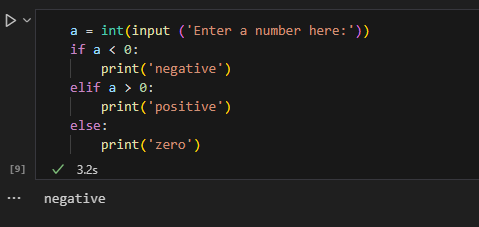 a = int(input ('Enter a number here:'))
if a < 0:
    print('negative')
elif a > 0:
    print('positive')
else:
    print('zero')
[9] 3.2s
... negative